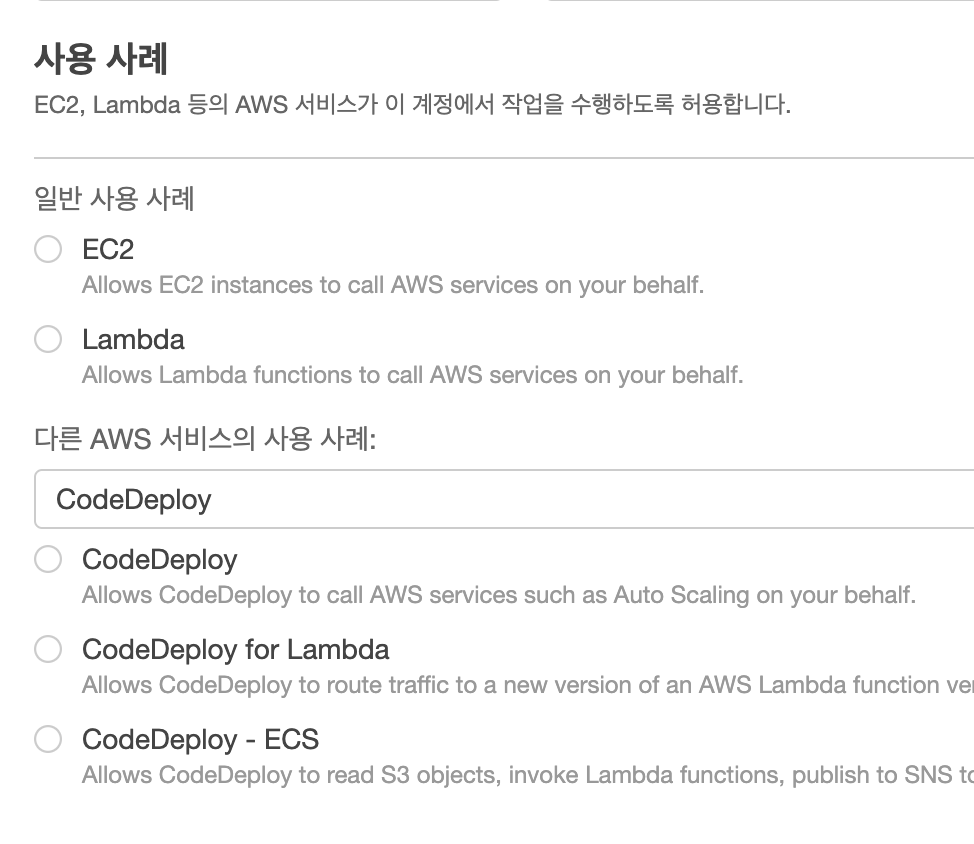 사용 사례
EC2, Lambda 등의 AWS 서비스가 이 계정에서 작업을 수행하도록 허용합니다.
일반 사용 사례
EC2
Allows EC2 instances to call AWS services on your behalf.
Lambda
Allows Lambda functions to call AWS services on your behalf.
다른 AWS 서비스의 사용 사례:
CodeDeploy
CodeDeploy
Allows CodeDeploy to call AWS services such as Auto Scaling on your behalf.
CodeDeploy for Lambda
Allows CodeDeploy to route traffic to a new version of an AWS Lambda function
CodeDeploy - ECS
Allows CodeDeploy to read S3 objects, invoke Lambda functions, publish to SNS